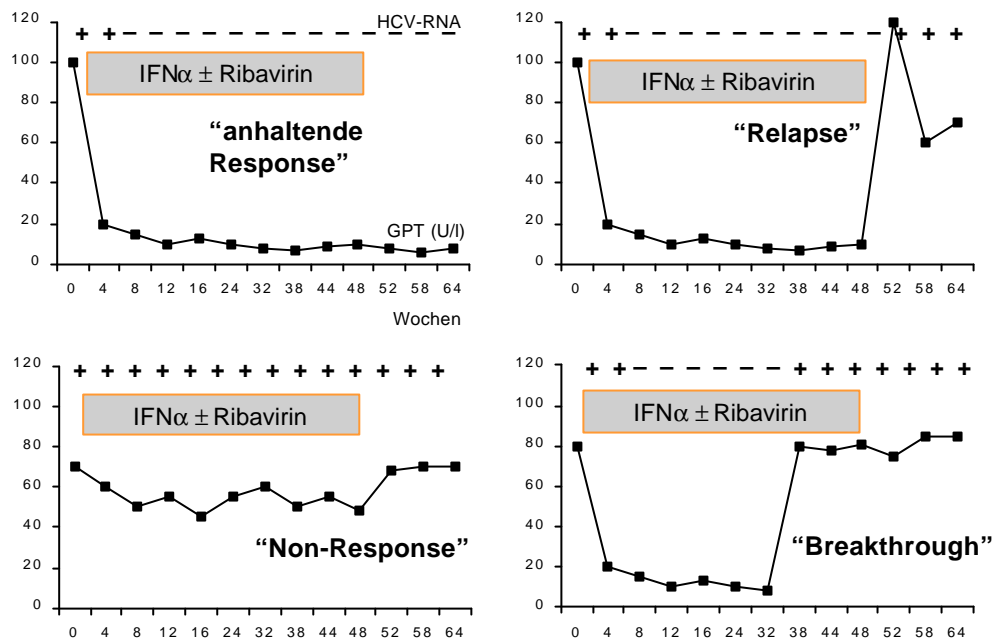 120
HCV-RNA
+ + – – – – – – – – – – –
100
IFNα ± Ribavirin
80
“anhaltende
Response”
60
40
20
GPT (U/l)
0
0 4 8 12 16 24 32 38 44 48 52 58 64
Wochen
120
+ + – – – – – – – – – + + +
100
IFNα ± Ribavirin
80
“Relapse”
60
40
20
0
0 4 8 12 16 24 32 38 44 48 52 58 64
120
+ + + + + + + + + + + + + +
100
IFNα ± Ribavirin
80
60
40
“Non-Response”
20
0
0 4 8 12 16 24 32 38 44 48 52 58 64
120
+ + – – – – – – + + + + + + +
100
IFNα ± Ribavirin
80
60
40
“Breakthrough”
20
0
0 4 8 12 16 24 32 38 44 48 52 58 64